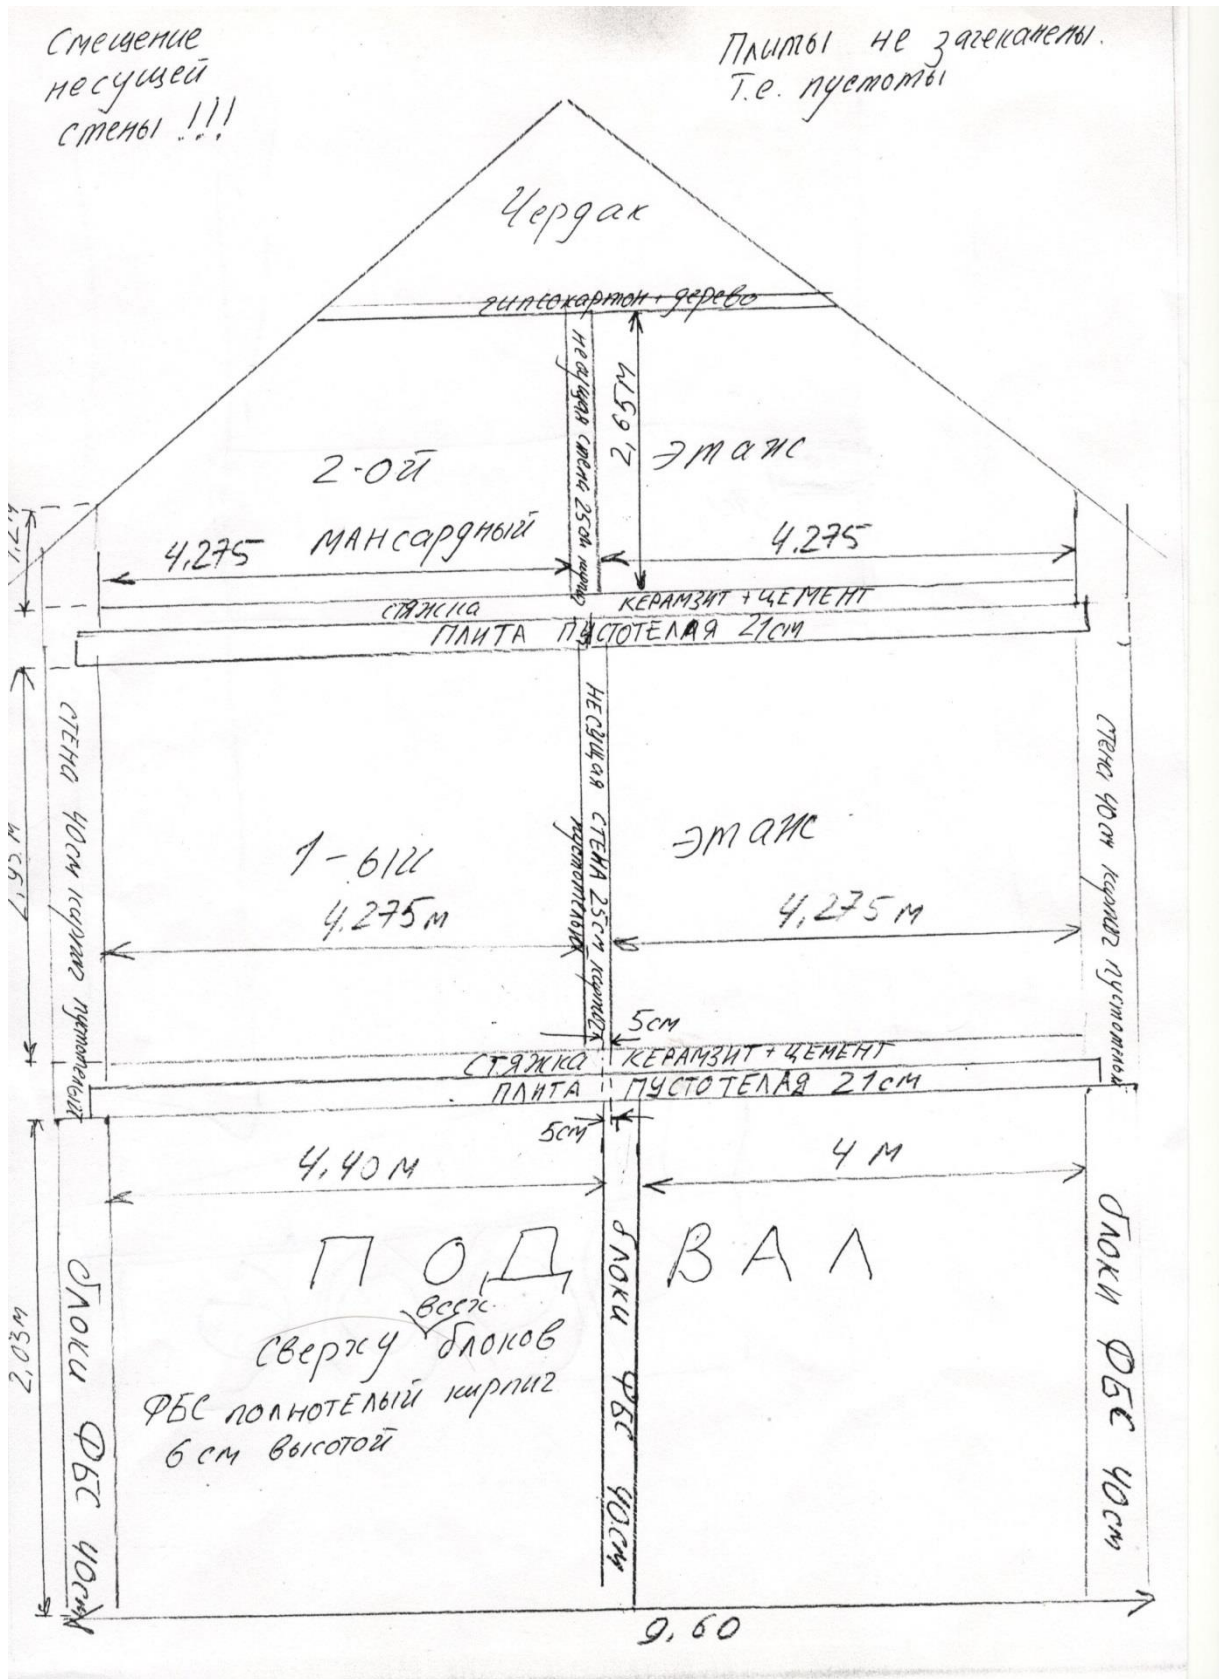 Смещение
несущей
стены !!!
Плиты не зачеканены.
Т.е. пустоты
Чердак
гипсокартон + дерево
несущая стена 25см кирпич
2,65м
2-ой этаж
мансардный
4.275
4.275
стяжка керамзит + цемент
плита пустотелая 21см
стена 40см кирпич пустотелый
несущая стена 25см кирпич
пустотелый
стена 40см кирпич пустотелый
1-ый этаж
4.275м
4,275м
5см
стяжка керамзит + цемент
плита пустотелая 21см
5см
4.40м
4 м
2,03м
ПОДВАЛ
всех
сверху блоков
ФБС полнотелый кирпич
6 см высотой
блоки ФБС 40см
блоки ФБС 40см
блоки ФБС 40см
9,60